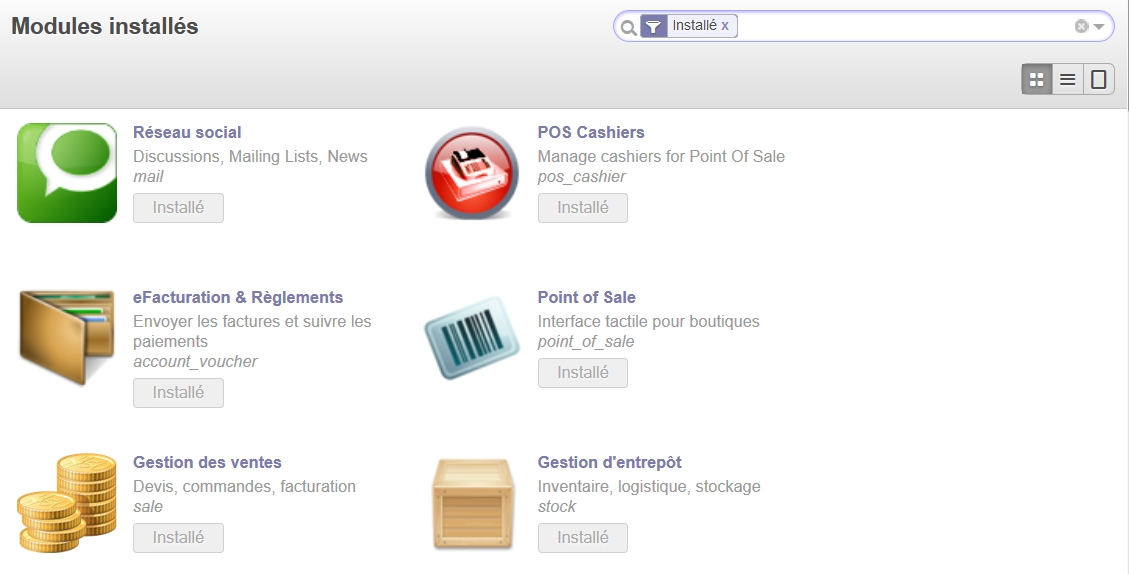 Modules installés
Installé x
Réseau social
Discussions, Mailing Lists, News
mail
Installé
POS Cashiers
Manage cashiers for Point Of Sale
pos_cashier
Installé
eFacturation & Règlements
Envoyer les factures et suivre les
paiements
account_voucher
Installé
Point of Sale
Interface tactile pour boutiques
point_of_sale
Installé
Gestion des ventes
Devis, commandes, facturation
sale
Installé
Gestion d'entrepôt
Inventaire, logistique, stockage
stock
Installé